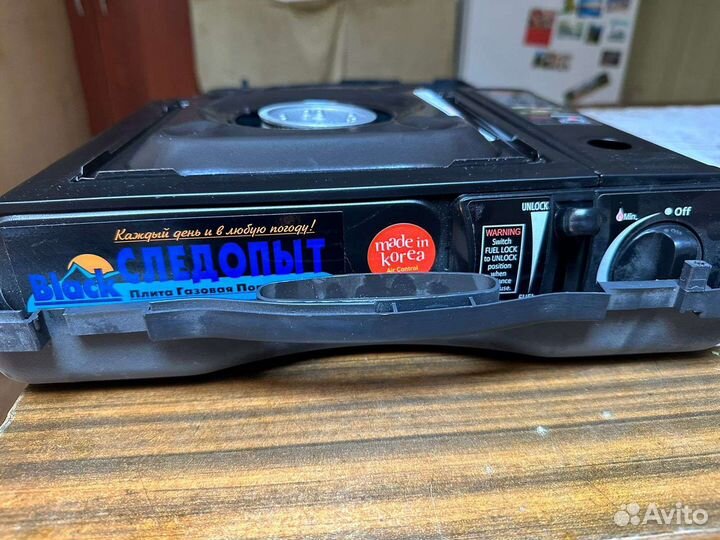 Каждый день и в любую погоду!
Black СЛЕДОПЫТ
Плита Газовая
made in
korea
Air Control
UNLOCK
WARNING
Switch
FUEL LOCK
to UNLOCK
position
when
Min.
Off
Avito